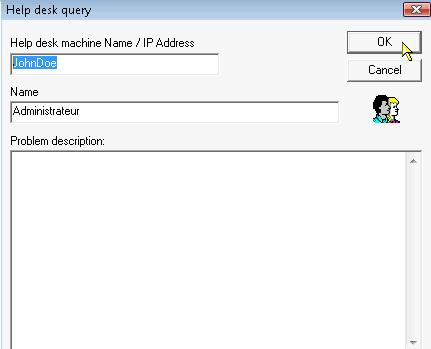 Help desk query
Help desk machine Name / IP Address
OK
JohnDoe
Cancel
Name
Administrateur
Problem description: